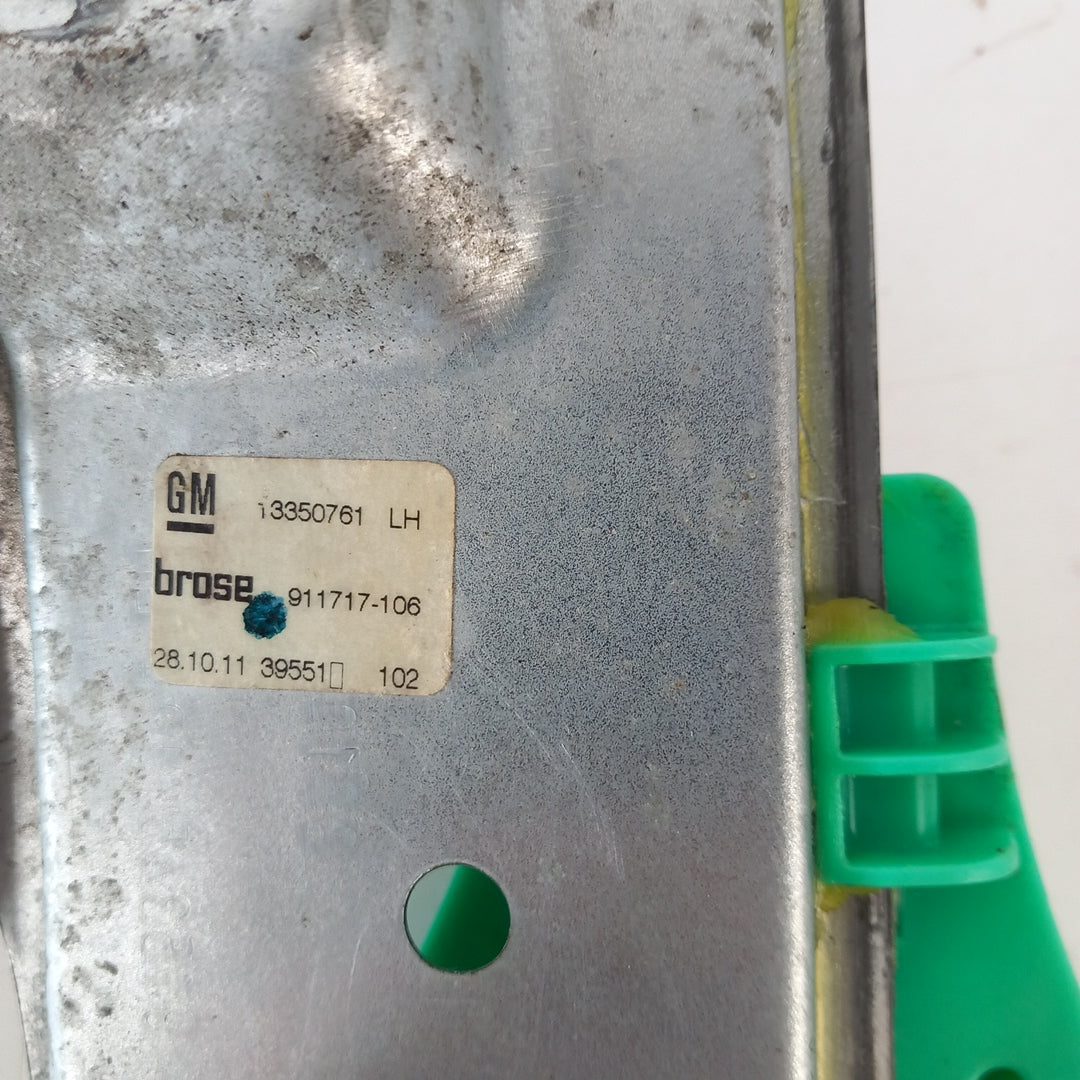 GM 13350761 LH
brose 911717-106
28.10.11 39551▯ 102